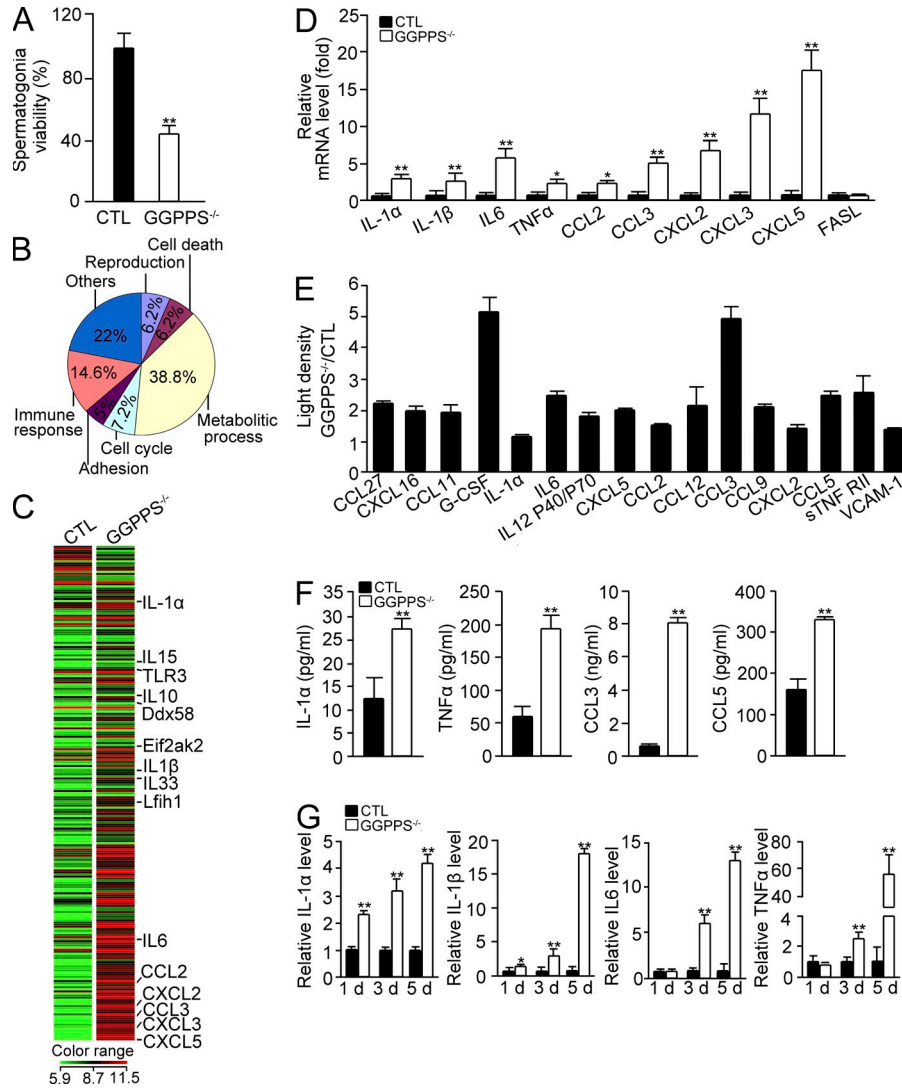 A
120
80
40
0
Spermatogonia
viability (%)
**
CTL
GGPPS-/-
B
Cell death
Reproduction
Others
6.2%
6.2%
22%
14.6%
38.8%
5%
7.2%
Immune
response
Metabolitic
process
Cell cycle
Adhesion
C
CTL
GGPPS-/-
IL-1α
IL15
TLR3
IL10
Ddx58
Eif2ak2
IL1β
IL33
Lfih1
IL6
CCL2
CXCL2
CCL3
CXCL3
CXCL5
Color range
5.9 8.7 11.5
D
CTL
GGPPS-/-
Relative
mRNA level (fold)
25
20
15
10
5
0
** ** ** * * ** ** ** **
IL-1α IL-1β IL6 TNFα CCL2 CCL3 CXCL2 CXCL3 CXCL5 FASL
E
Light density
GGPPS-/-/CTL
6
5
4
3
2
1
0
CCL27 CXCL16 CCL11 G-CSF IL-1α IL6 IL12 P40/P70 CXCL5 CCL2 CCL12 CCL3 CCL9 CXCL2 CCL5 sTNF RII VCAM-1
F
CTL
GGPPS-/-
IL-1α (pg/ml)
35
30
25
20
15
10
5
0
**
TNFα (pg/ml)
250
200
150
100
50
0
**
CCL3 (ng/ml)
10
8
6
4
2
0
**
CCL5 (pg/ml)
400
300
200
100
0
**
G
CTL
GGPPS-/-
Relative IL-1α level
5
4
3
2
1
0
** ** **
1 d 3 d 5 d
Relative IL-1β level
20
15
10
5
0
* ** **
1 d 3 d 5 d
Relative IL6 level
15
10
5
0
** **
1 d 3 d 5 d
Relative TNFα level
80
60
40
4
2
0
** **
1 d 3 d 5 d